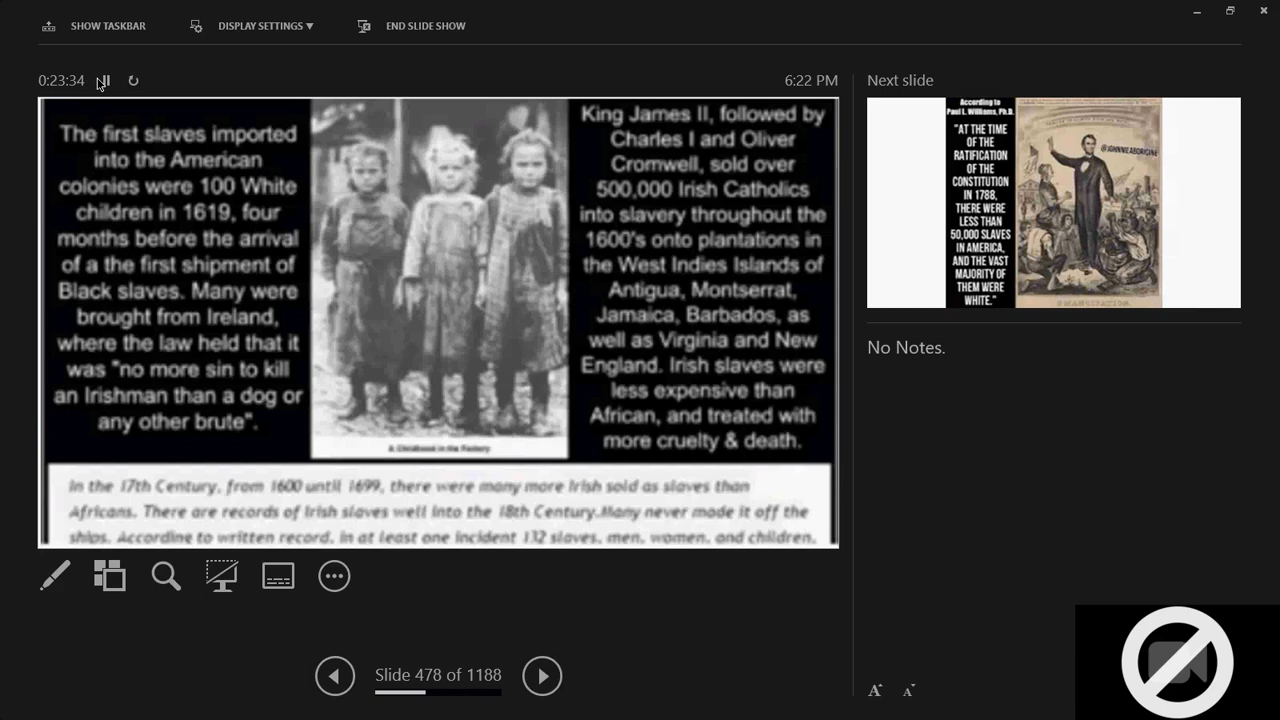 SHOW TASKBAR
DISPLAY SETTINGS ▼
END SLIDE SHOW
0:23:34
6:22 PM
The first slaves imported
into the American
colonies were 100 White
children in 1619, four
months before the arrival
of a the first shipment of
Black slaves. Many were
brought from Ireland,
where the law held that it
was "no more sin to kill
an Irishman than a dog or
any other brute".
A Childhood in the Factory
King James II, followed by
Charles I and Oliver
Cromwell, sold over
500,000 Irish Catholics
into slavery throughout the
1600's onto plantations in
the West Indies Islands of
Antigua, Montserrat,
Jamaica, Barbados, as
well as Virginia and New
England. Irish slaves were
less expensive than
African, and treated with
more cruelty & death.
In the 17th Century, from 1600 until 1699, there were many more Irish sold as slaves than
Africans. There are records of Irish slaves well into the 18th Century.Many never made it off the
ships. According to written record, in at least one incident 132 slaves, men, women, and children,
Slide 478 of 1188
Next slide
According to
Paul L. Williams, Ph.D.
"AT THE TIME
OF THE
RATIFICATION
OF THE
CONSTITUTION
IN 1788,
THERE WERE
LESS THAN
50,000 SLAVES
IN AMERICA,
AND THE VAST
MAJORITY OF
THEM WERE
WHITE."
@JOHNNIEABORIGINE
EMANCIPATION
No Notes.
A A